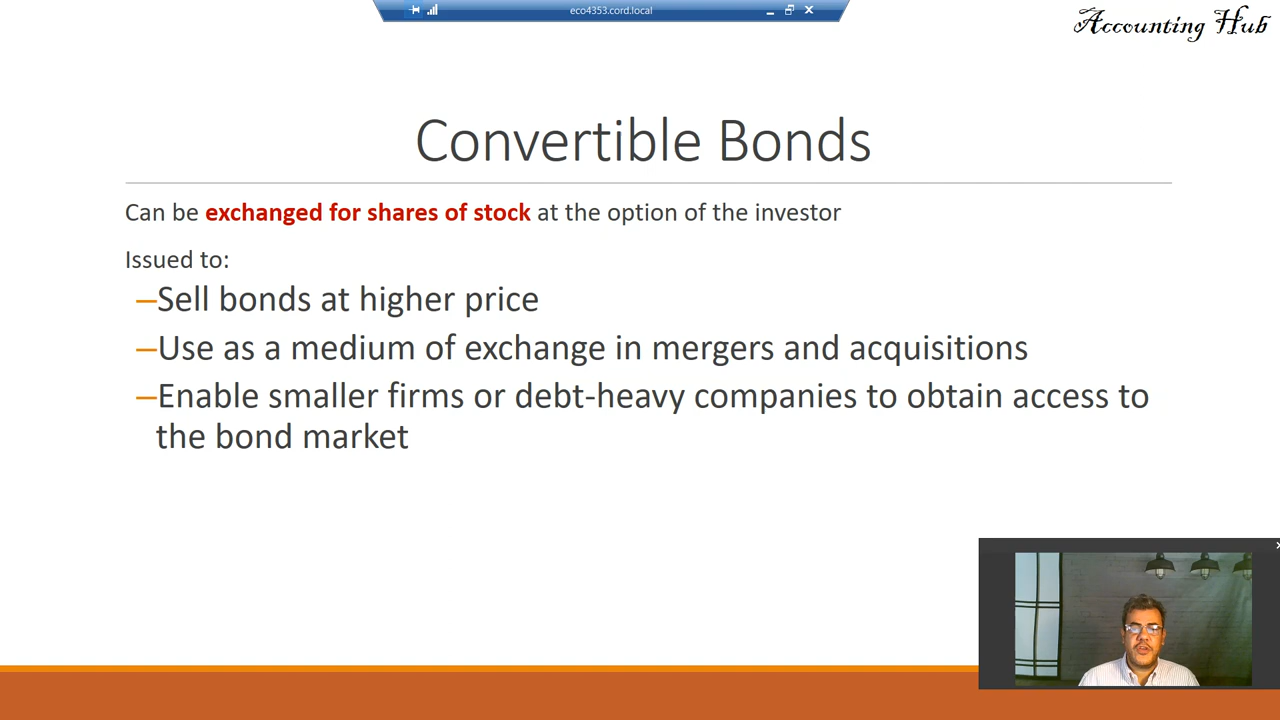 eco4353.cord.local
Accounting Hub
Convertible Bonds
Can be exchanged for shares of stock at the option of the investor
Issued to:
–Sell bonds at higher price
–Use as a medium of exchange in mergers and acquisitions
–Enable smaller firms or debt-heavy companies to obtain access to
the bond market